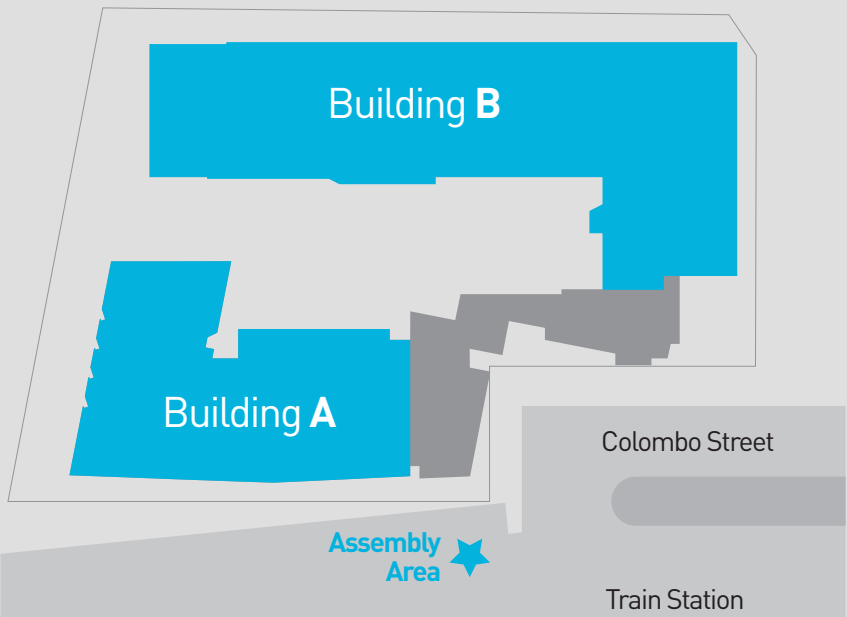 Building B
Building A
Colombo Street
Assembly
Area
Train Station